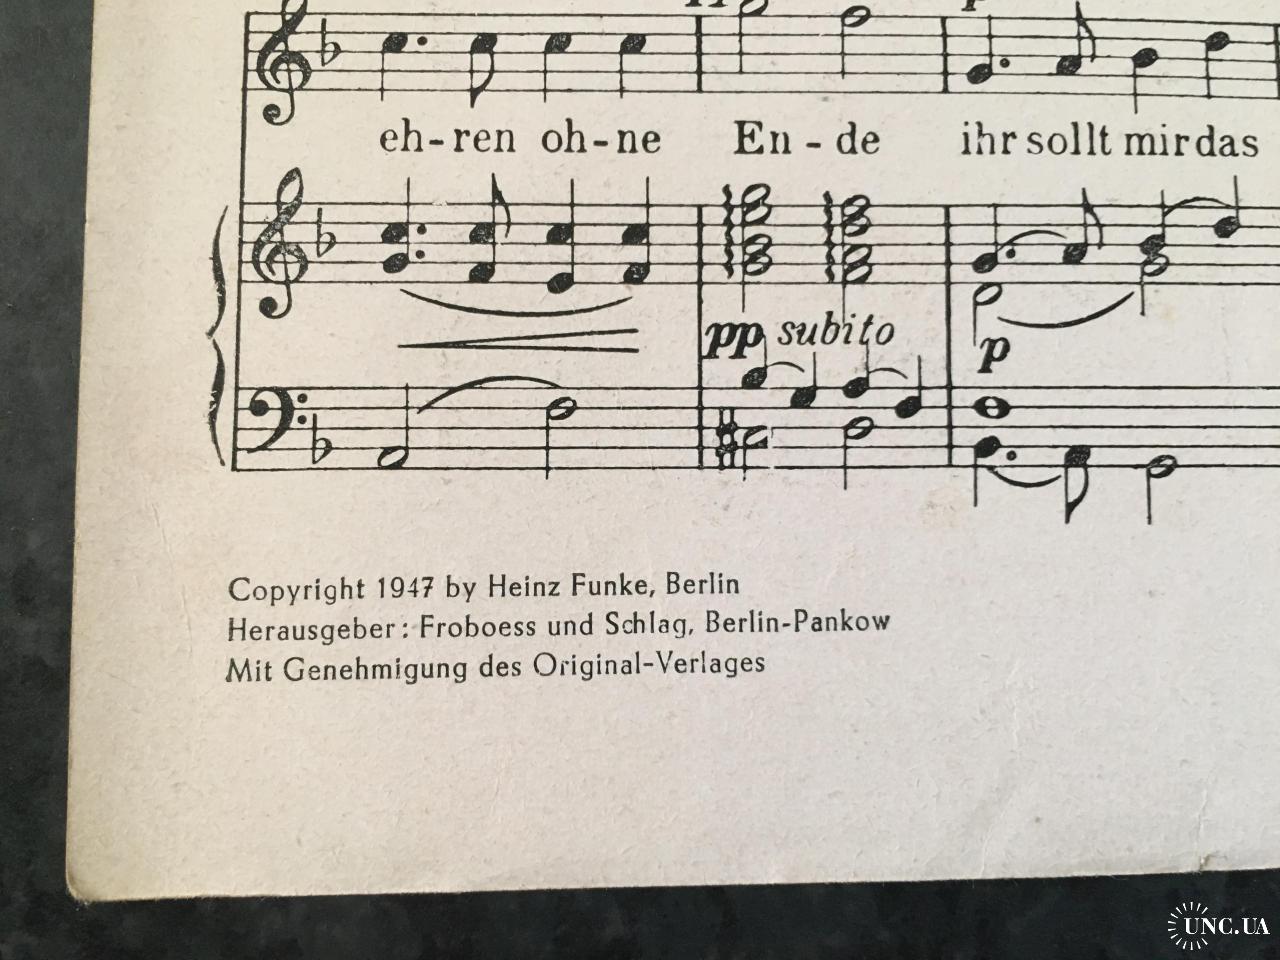 eh-ren oh-ne En - de ihr sollt mir das
pp subito
p
Copyright 1947 by Heinz Funke, Berlin
Herausgeber: Froboess und Schlag, Berlin-Pankow
Mit Genehmigung des Original-Verlages
UNC.UA